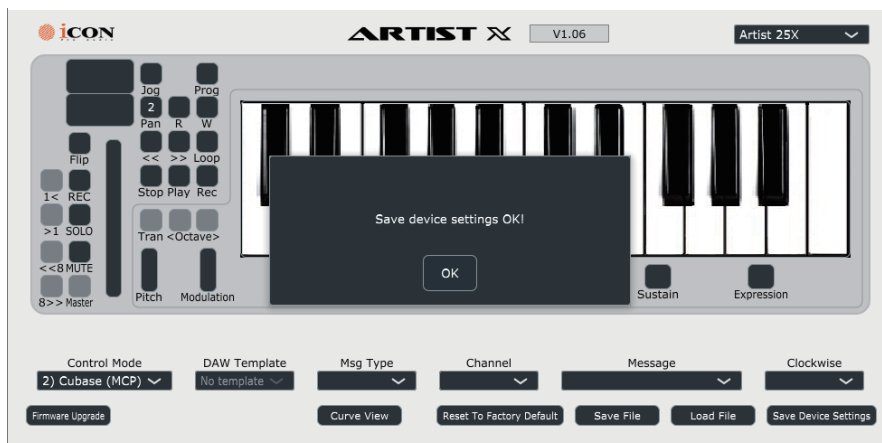 icon
ARTIST X
V1.06
Artist 25X
Jog
Prog
2
Pan
R
W
Flip
<<
>>
Loop
1<
REC
Stop
Play
Rec
>1
SOLO
Tran
<Octave>
<<8
MUTE
8>>
Master
Pitch
Modulation
Save device settings OK!
OK
Sustain
Expression
Control Mode
DAW Template
Msg Type
Channel
Message
Clockwise
2) Cubase (MCP)
No template
Firmware Upgrade
Curve View
Reset To Factory Default
Save File
Load File
Save Device Settings